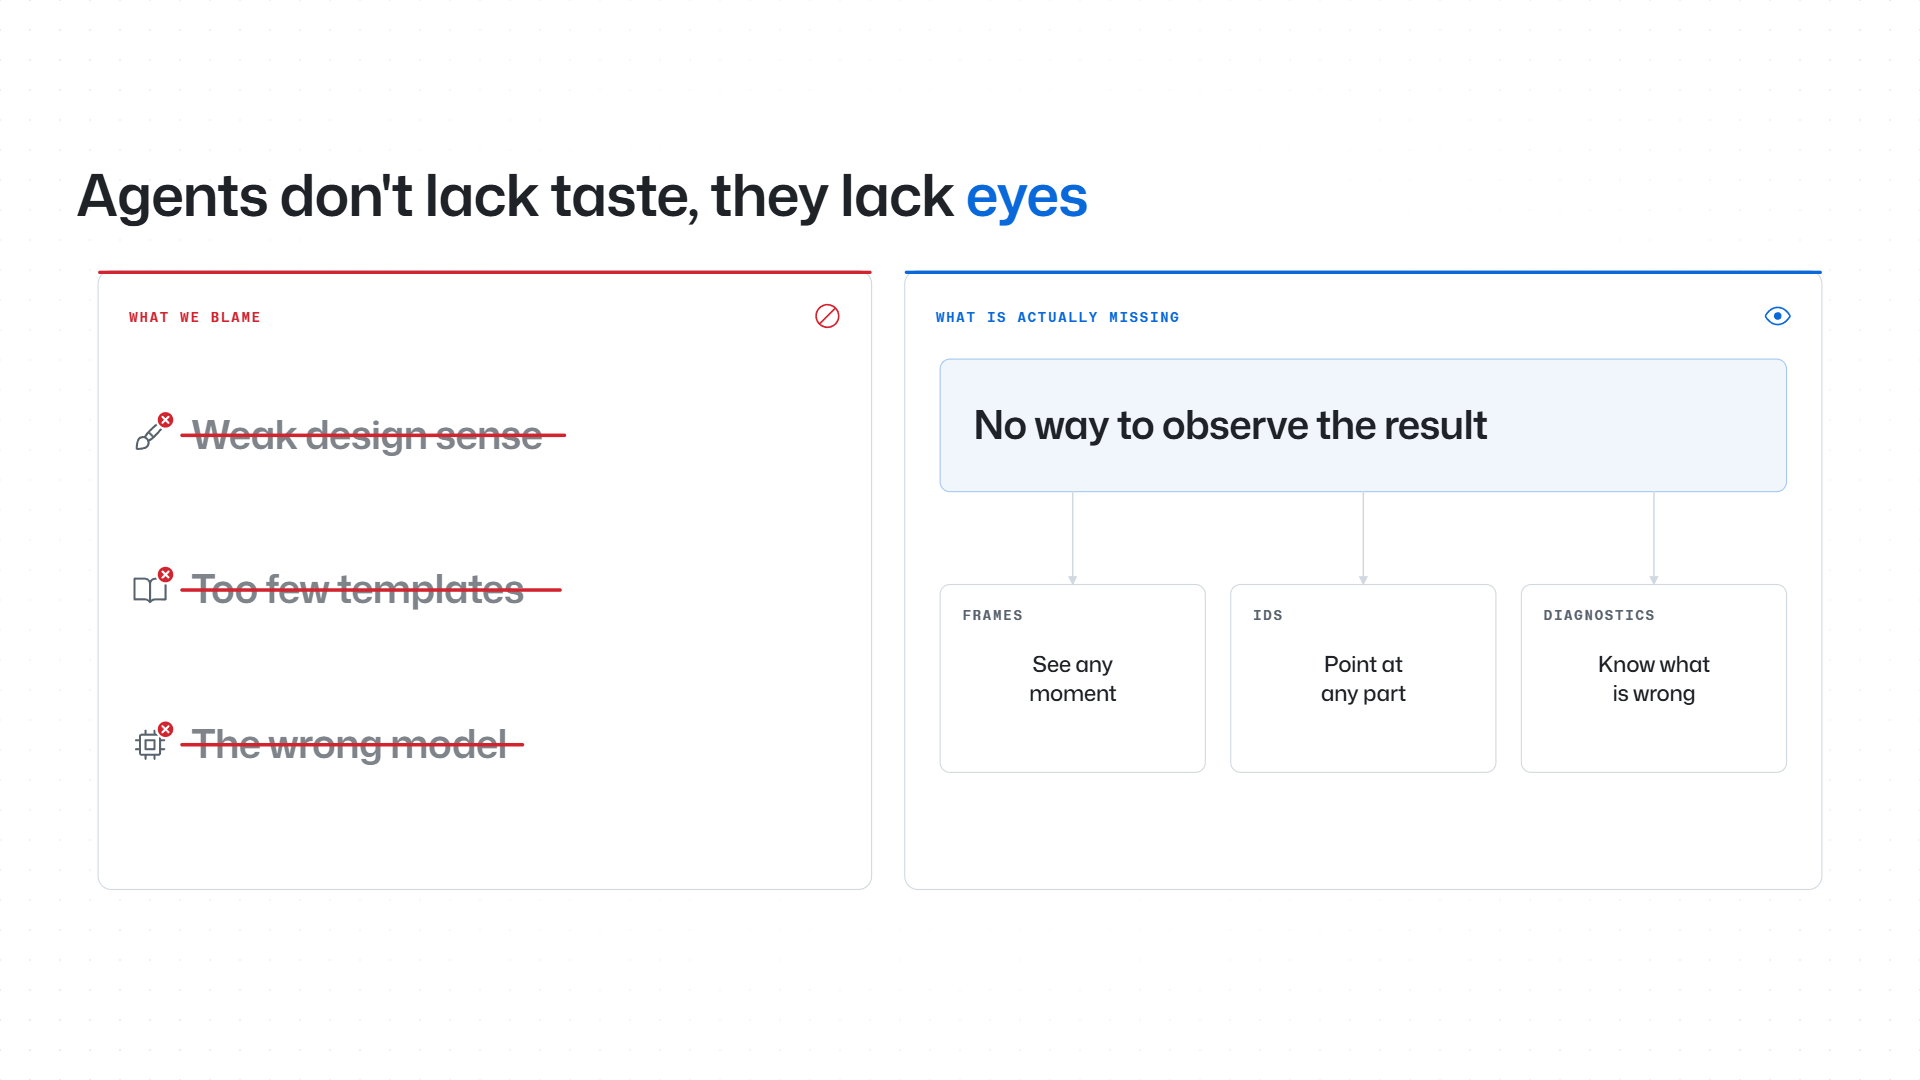 Agents don't lack taste, they lack eyes
WHAT WE BLAME
Weak design sense
Too few templates
The wrong model
WHAT IS ACTUALLY MISSING
No way to observe the result
FRAMES
See any
moment
IDS
Point at
any part
DIAGNOSTICS
Know what
is wrong